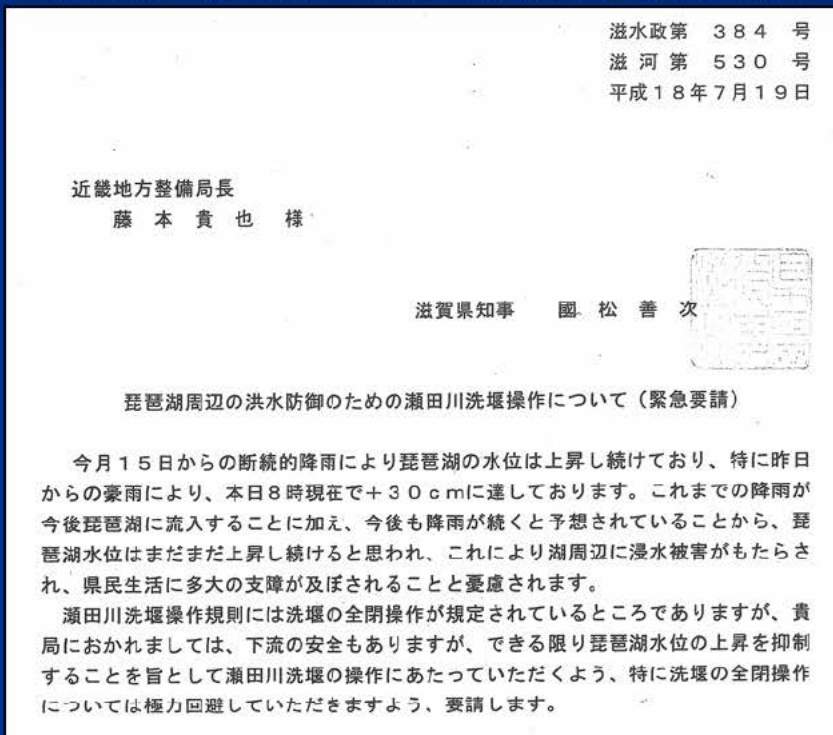 滋水政第 384 号
滋河第 530 号
平成18年7月19日
近畿地方整備局長
藤本貴也 様
滋賀県知事 國松善次
琵琶湖周辺の洪水防御のための瀬田川洗堰操作について（緊急要請）
今月15日からの断続的降雨により琵琶湖の水位は上昇し続けており、特に昨日
からの豪雨により、本日8時現在で＋30cmに達しております。これまでの降雨が
今後琵琶湖に流入することに加え、今後も降雨が続くと予想されていることから、琵
琶湖水位はまだまだ上昇し続けると思われ、これにより湖周辺に浸水被害がもたらさ
れ、県民生活に多大の支障が及ぼされることと憂慮されます。
瀬田川洗堰操作規則には洗堰の全閉操作が規定されているところでありますが、貴
局におかれましては、下流の安全もありますが、できる限り琵琶湖水位の上昇を抑制
することを旨として瀬田川洗堰の操作にあたっていただくよう、特に洗堰の全閉操作
については極力回避していただきますよう、要請します。